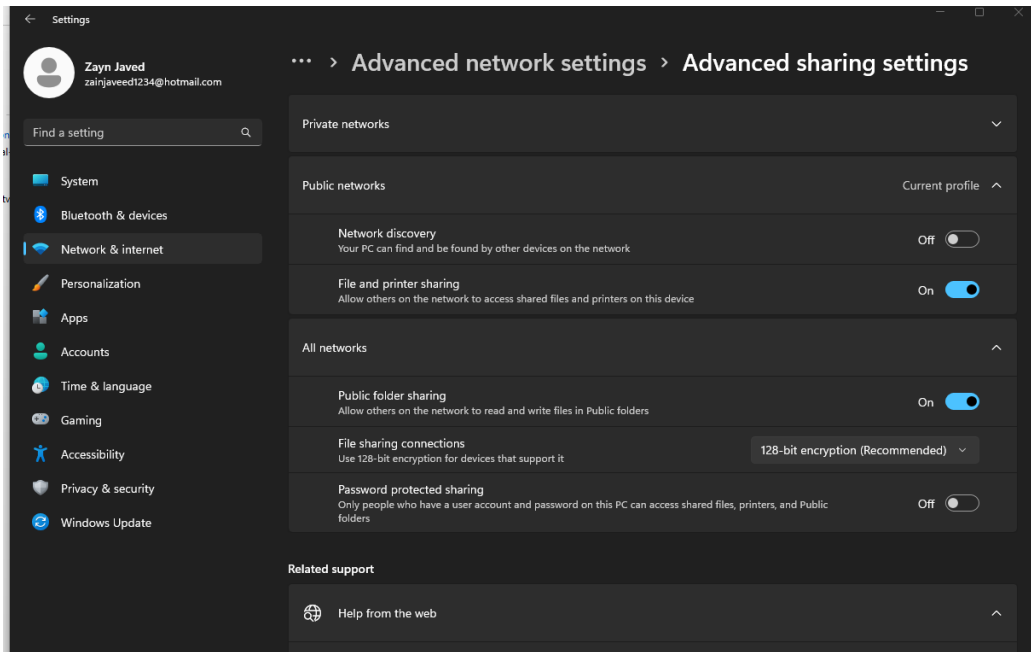 Settings
Zayn Javed
zainjaveed1234@hotmail.com
··· > Advanced network settings > Advanced sharing settings
Find a setting
System
Bluetooth & devices
Network & internet
Personalization
Apps
Accounts
Time & language
Gaming
Accessibility
Privacy & security
Windows Update
Private networks
Public networks Current profile
Network discovery
Your PC can find and be found by other devices on the network
Off
File and printer sharing
Allow others on the network to access shared files and printers on this device
On
All networks
Public folder sharing
Allow others on the network to read and write files in Public folders
On
File sharing connections
Use 128-bit encryption for devices that support it
128-bit encryption (Recommended)
Password protected sharing
Only people who have a user account and password on this PC can access shared files, printers, and Public
folders
Off
Related support
Help from the web